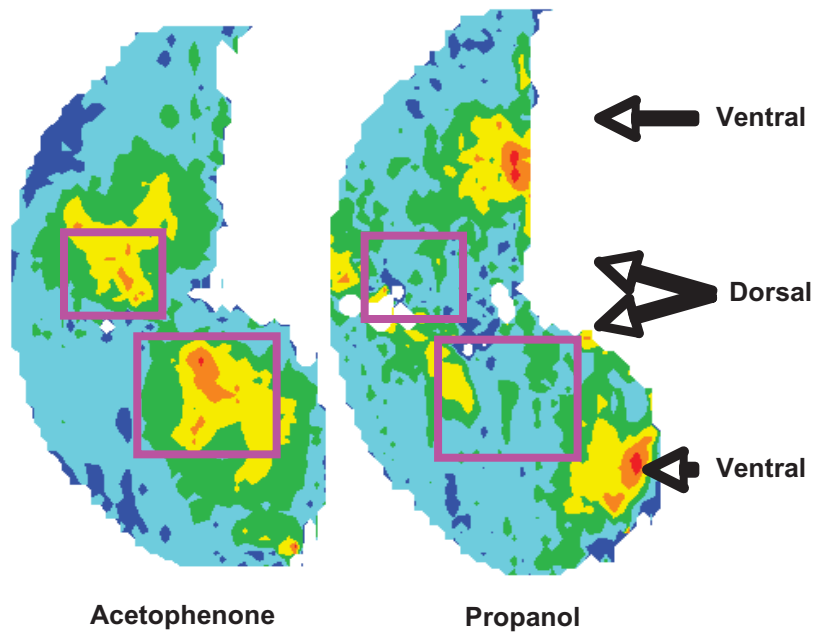 Ventral
Dorsal
Ventral
Acetophenone
Propanol